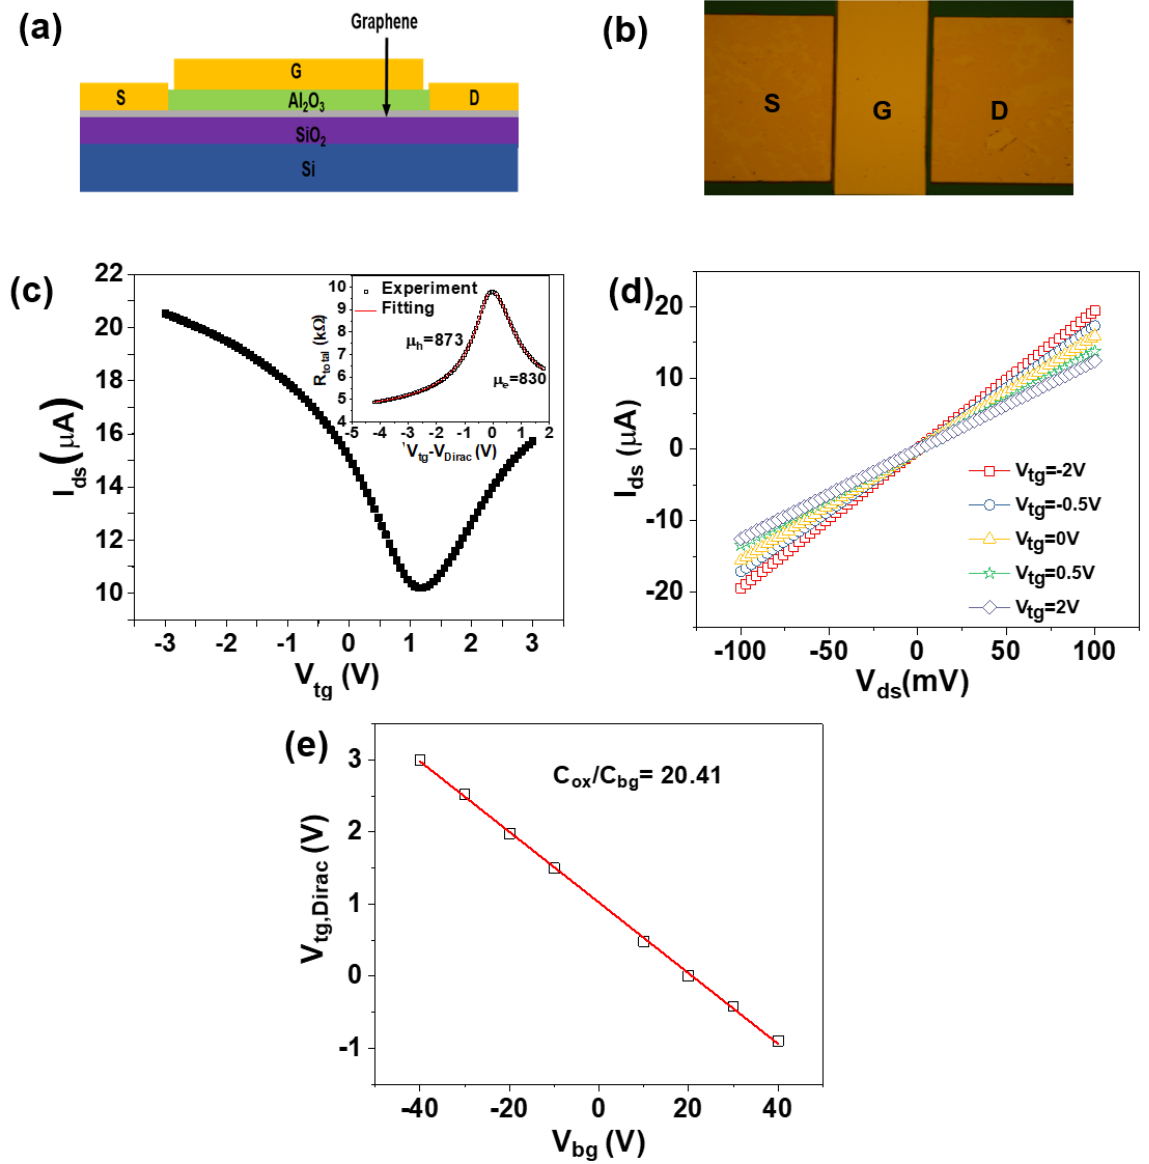 (a)
Graphene
G
S
Al2O3
D
SiO2
Si
(b)
S
G
D
(c)
22
20
18
16
14
12
10
Ids (μA)
-3
-2
-1
0
1
2
3
Vtg (V)
10
9
8
7
6
5
4
Rtotal (kΩ)
Experiment
Fitting
μh=873
μe=830
-5
-4
-3
-2
-1
0
1
2
Vtg-VDirac (V)
(d)
20
10
0
-10
-20
Ids (μA)
Vtg=-2V
Vtg=-0.5V
Vtg=0V
Vtg=0.5V
Vtg=2V
-100
-50
0
50
100
Vds(mV)
(e)
3
2
1
0
-1
Vtg,Dirac (V)
Cox/Cbg= 20.41
-40
-20
0
20
40
Vbg (V)